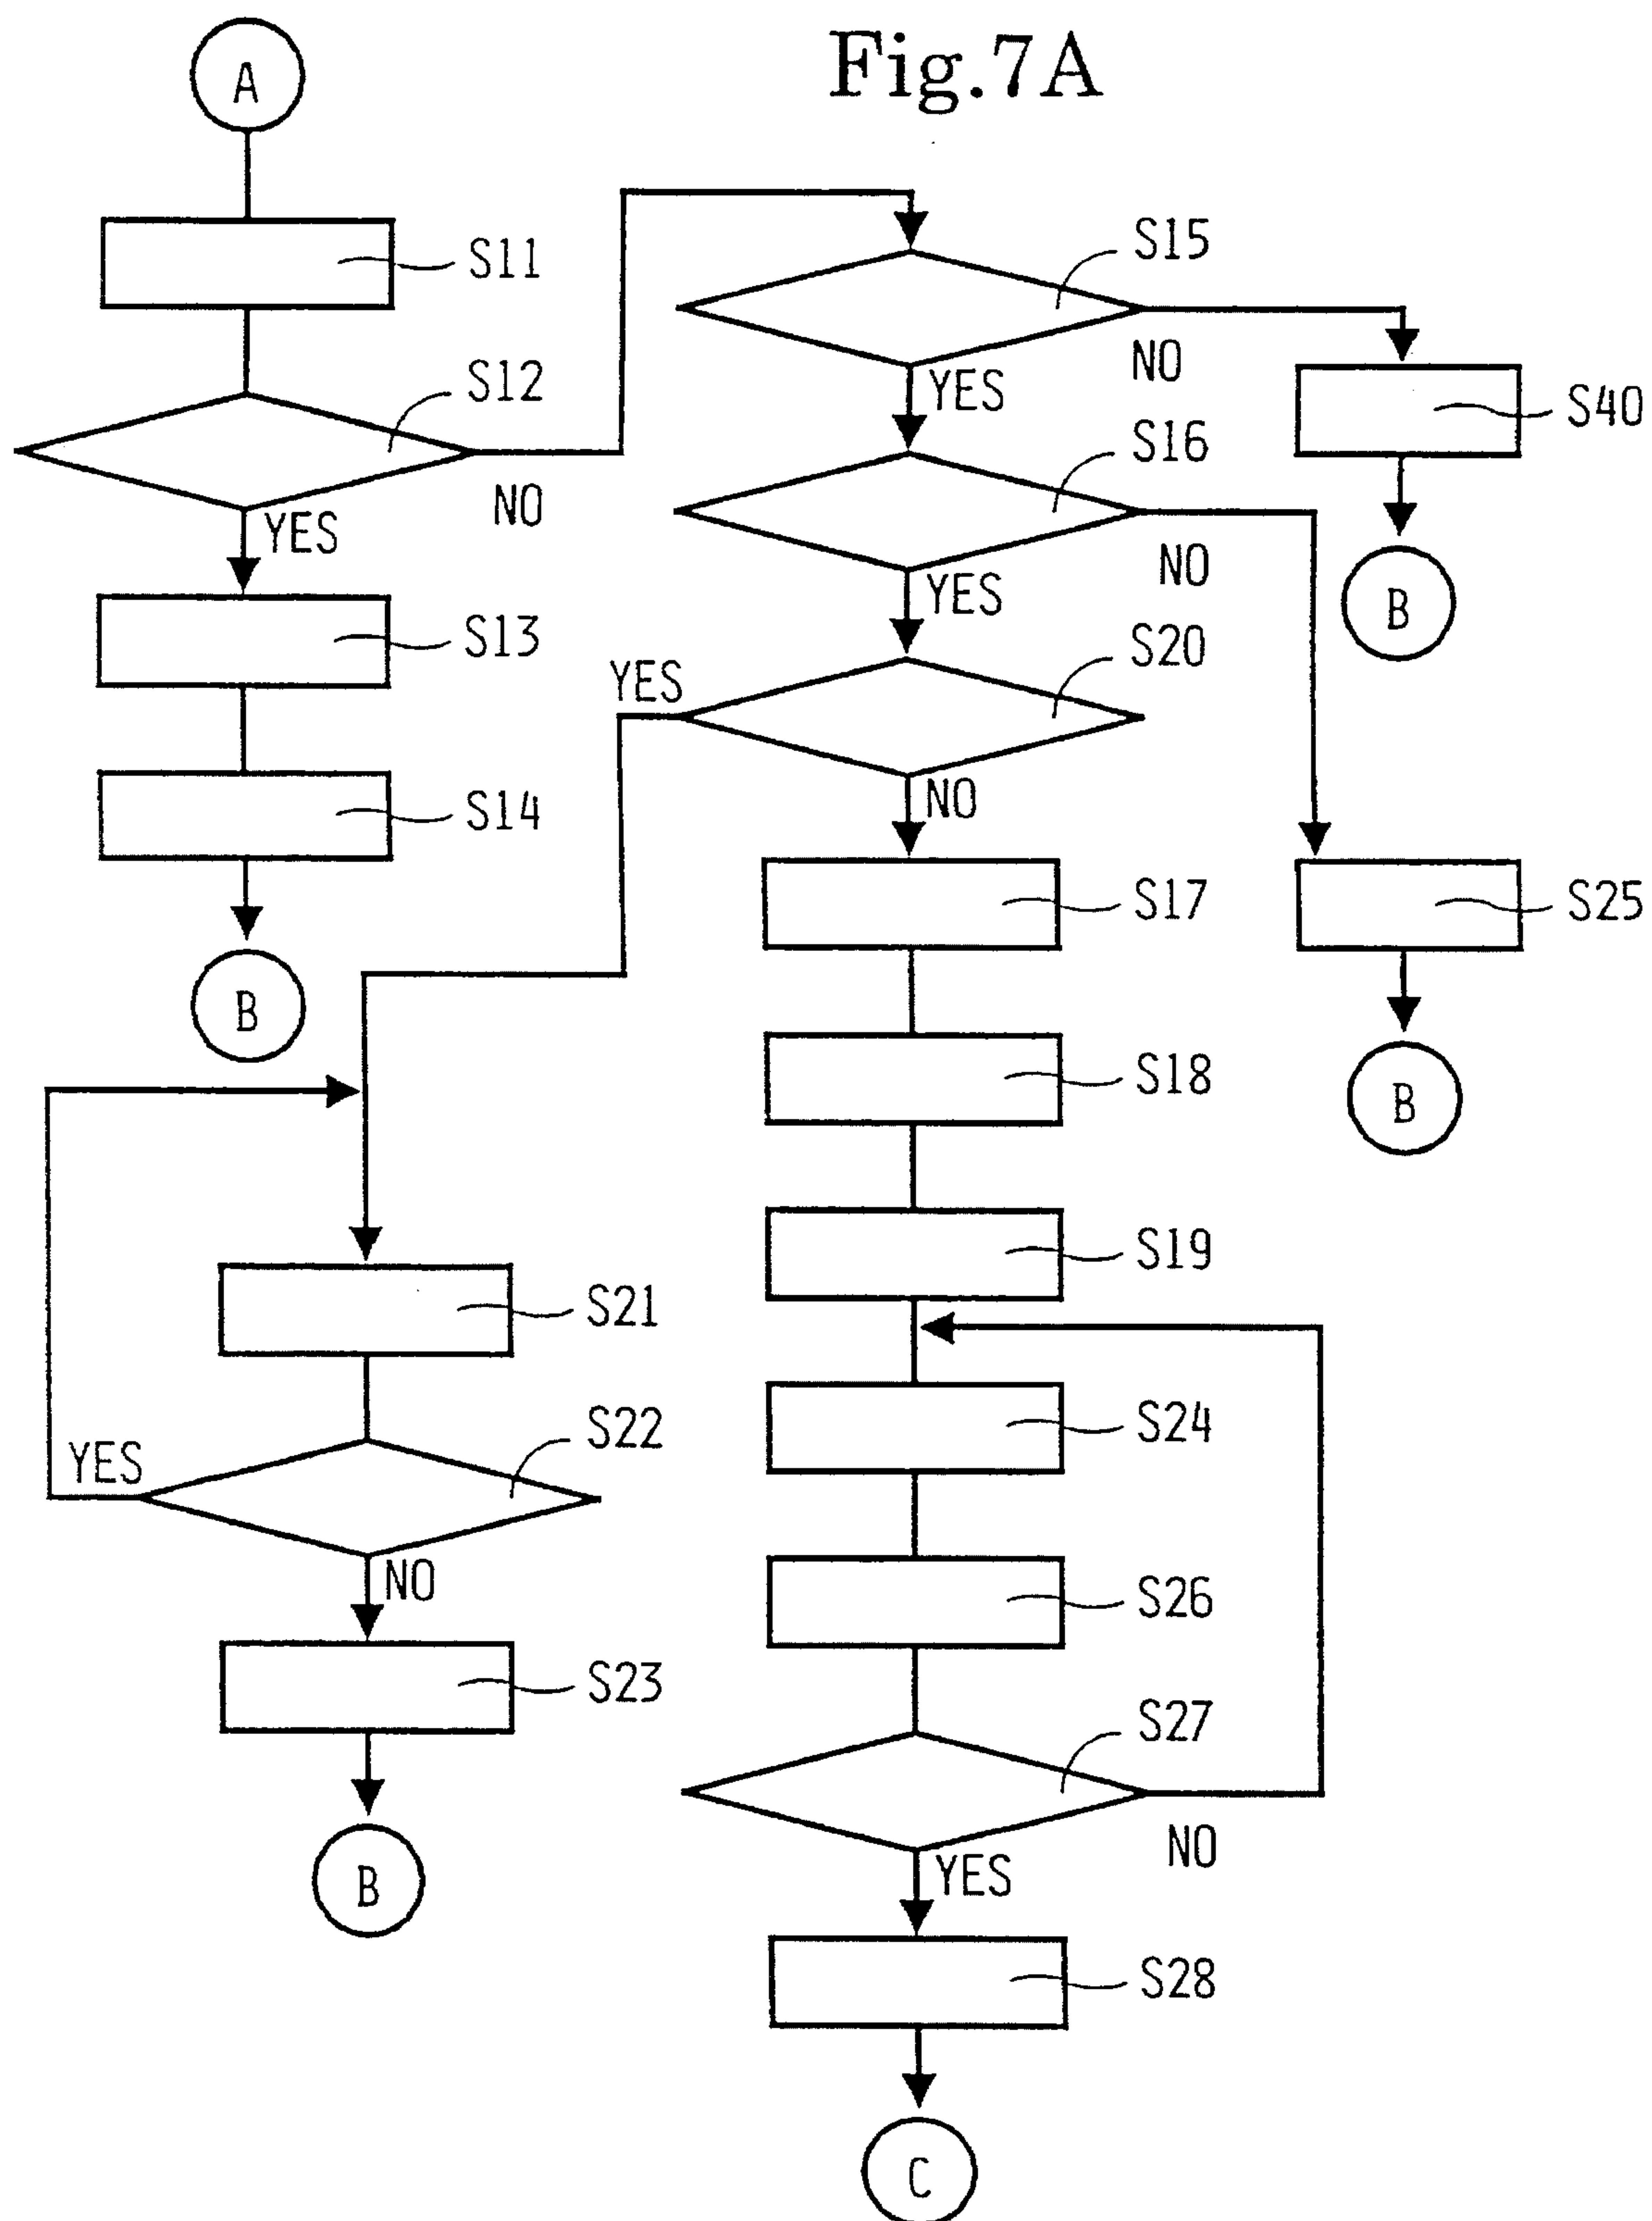 Fig.7A
A
S11
S12
NO
YES
S13
S14
B
S15
NO
YES
S40
B
S16
NO
YES
S20
YES
NO
S17
S25
B
S18
S19
S21
S22
YES
NO
S23
B
S24
S26
S27
NO
YES
S28
C